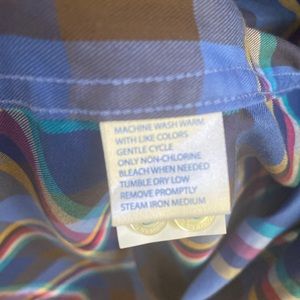 MACHINE WASH WARM
WITH LIKE COLORS
GENTLE CYCLE
ONLY NON-CHLORINE
BLEACH WHEN NEEDED
TUMBLE DRY LOW
REMOVE PROMPTLY
STEAM IRON MEDIUM